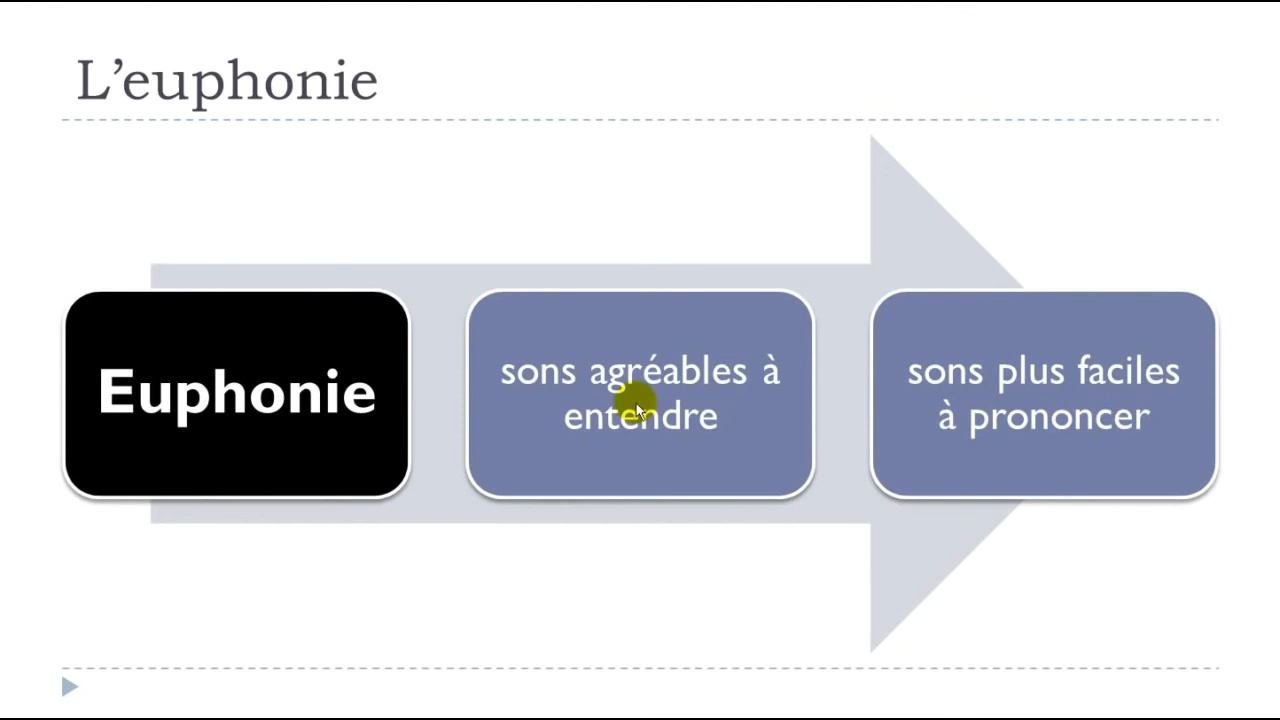 L’euphonie
Euphonie
sons agréables à
entendre
sons plus faciles
à prononcer